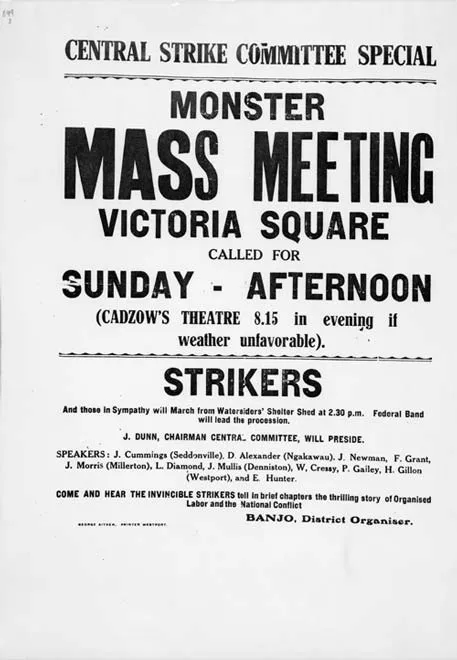 CENTRAL STRIKE COMMITTEE SPECIAL
MONSTER
MASS MEETING
VICTORIA SQUARE
CALLED FOR
SUNDAY - AFTERNOON
(CADZOW'S THEATRE 8.15 in evening if
weather unfavorable).
STRIKERS
And those in Sympathy will March from Watersiders' Shelter Shed at 2.30 p.m. Federal Band
will lead the procession.
J. DUNN, CHAIRMAN CENTRAL COMMITTEE, WILL PRESIDE.
SPEAKERS: J. Cummings (Seddonville), D. Alexander (Ngakawau). J. Newman, F. Grant,
J. Morris (Millerton), L. Diamond, J. Mullis (Denniston), W, Cressy, P. Gailey, H. Gillon
(Westport), and E. Hunter.
COME AND HEAR THE INVINCIBLE STRIKERS tell in brief chapters the thrilling story of Organised
Labor and the National Conflict
BANJO, District Organiser.
GEORGE AITKEN, PRINTER WESTPORT.